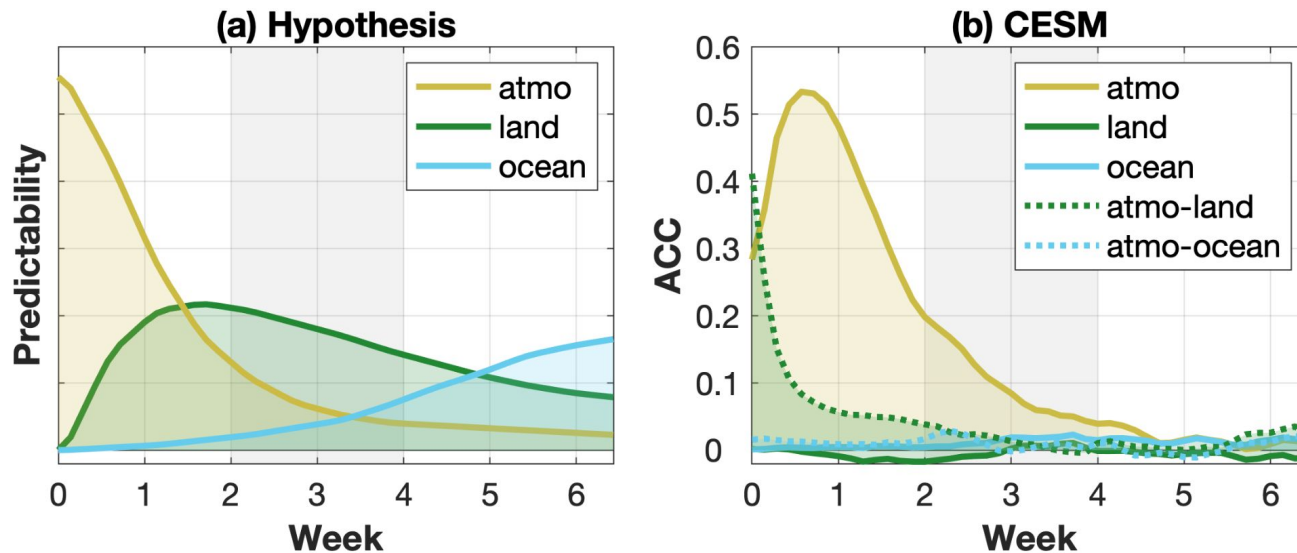 (a) Hypothesis
Predictability
atmo
land
ocean
0 1 2 3 4 5 6
Week
(b) CESM
ACC
0.6
0.5
0.4
0.3
0.2
0.1
0
atmo
land
ocean
atmo-land
atmo-ocean
0 1 2 3 4 5 6
Week